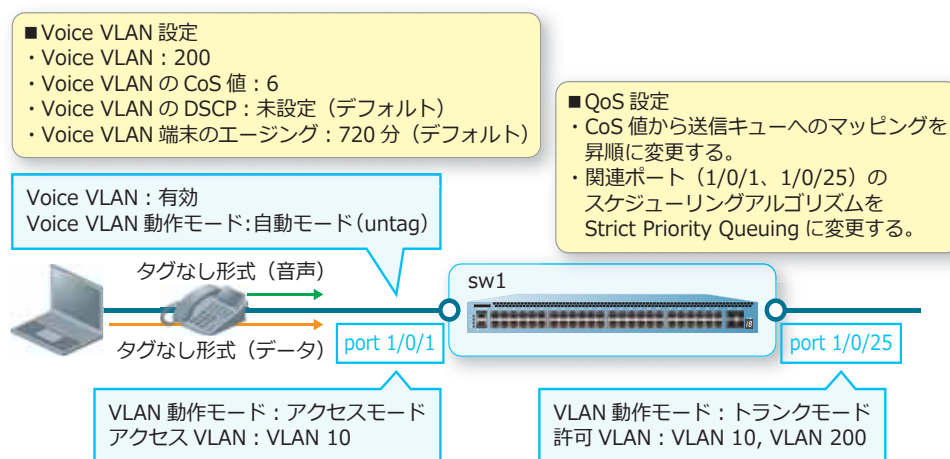 ■Voice VLAN 設定
・Voice VLAN：200
・Voice VLAN の CoS 値：6
・Voice VLAN の DSCP：未設定（デフォルト）
・Voice VLAN 端末のエージング：720 分（デフォルト）
■QoS 設定
・CoS 値から送信キューへのマッピングを
昇順に変更する。
・関連ポート（1/0/1、1/0/25）の
スケジューリングアルゴリズムを
Strict Priority Queuing に変更する。
Voice VLAN：有効
Voice VLAN 動作モード:自動モード（untag）
タグなし形式（音声）
sw1
タグなし形式（データ）
port 1/0/1
port 1/0/25
VLAN 動作モード：アクセスモード
アクセス VLAN：VLAN 10
VLAN 動作モード：トランクモード
許可 VLAN：VLAN 10, VLAN 200